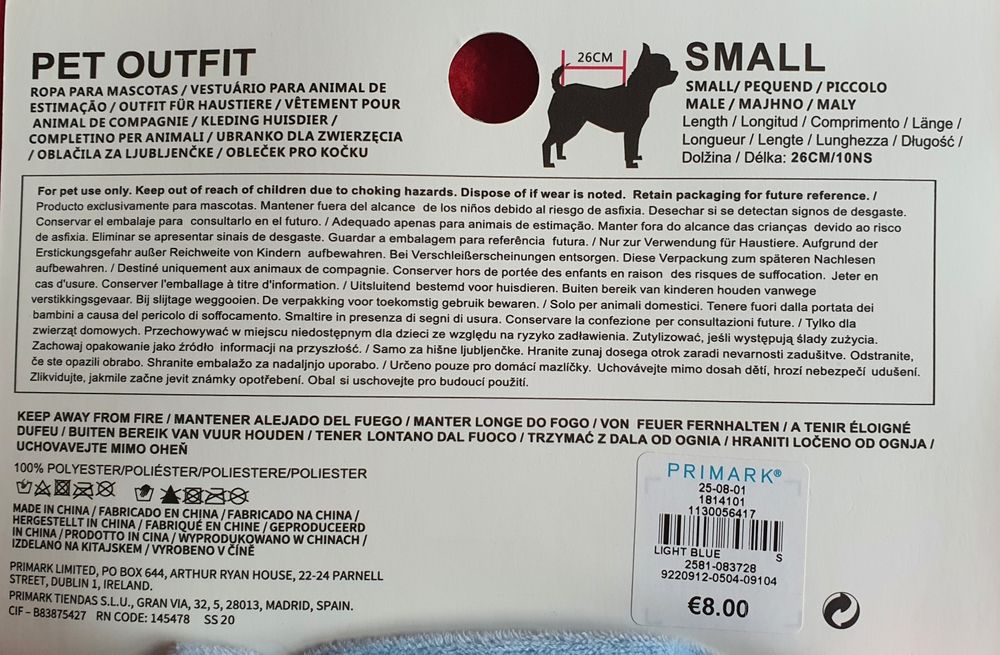 PET OUTFIT
ROPA PARA MASCOTAS / VESTUÁRIO PARA ANIMAL DE
ESTIMAÇÃO / OUTFIT FÜR HAUSTIERE / VÊTEMENT POUR
ANIMAL DE COMPAGNIE / KLEDING HUISDIER /
COMPLETINO PER ANIMALI / UBRANKO DLA ZWIERZĘCIA
/ OBLAČILA ZA LJUBLJENČKE / OBLEČEK PRO KOČKU
26CM
SMALL
SMALL/ PEQUEND / PICCOLO
MALE / MAJHNO / MALY
Length / Longitud / Comprimento / Länge /
Longueur / Lengte / Lunghezza / Długość /
Dolžina / Délka: 26CM/10NS
For pet use only. Keep out of reach of children due to choking hazards. Dispose of if wear is noted. Retain packaging for future reference. /
Producto exclusivamente para mascotas. Mantener fuera del alcance de los niños debido al riesgo de asfixia. Desechar si se detectan signos de desgaste.
Conservar el embalaje para consultarlo en el futuro. / Adequado apenas para animais de estimação. Manter fora do alcance das crianças devido ao risco
de asfixia. Eliminar se apresentar sinais de desgaste. Guardar a embalagem para referência futura. / Nur zur Verwendung für Haustiere. Aufgrund der
Erstickungsgefahr außer Reichweite von Kindern aufbewahren. Bei Verschleißerscheinungen entsorgen. Diese Verpackung zum späteren Nachlesen
aufbewahren. / Destiné uniquement aux animaux de compagnie. Conserver hors de portée des enfants en raison des risques de suffocation. Jeter en
cas d'usure. Conserver l'emballage à titre d'information. / Uitsluitend bestemd voor huisdieren. Buiten bereik van kinderen houden vanwege
verstikkingsgevaar. Bij slijtage weggooien. De verpakking voor toekomstig gebruik bewaren. / Solo per animali domestici. Tenere fuori dalla portata dei
bambini a causa del pericolo di soffocamento. Smaltire in presenza di segni di usura. Conservare la confezione per consultazioni future. / Tylko dla
zwierząt domowych. Przechowywać w miejscu niedostępnym dla dzieci ze względu na ryzyko zadławienia. Zutylizować, jeśli występują ślady zużycia.
Zachowaj opakowanie jako źródło informacji na przyszłość. / Samo za hišne ljubljenčke. Hranite zunaj dosega otrok zaradi nevarnosti zadušitve. Odstranite,
če ste opazili obrabo. Shranite embalažo za nadaljnjo uporabo. / Určeno pouze pro domácí mazlíčky. Uchovávejte mimo dosah dětí, hrozí nebezpečí udušení.
Zlikvidujte, jakmile začne jevit známky opotřebení. Obal si uschovejte pro budoucí použití.
KEEP AWAY FROM FIRE / MANTENER ALEJADO DEL FUEGO / MANTER LONGE DO FOGO / VON FEUER FERNHALTEN / A TENIR ÉLOIGNÉ
DUFEU / BUITEN BEREIK VAN VUUR HOUDEN / TENER LONTANO DAL FUOCO / TRZYMAĆ Z DALA OD OGNIA / HRANITI LOČENO OD OGNJA /
UCHOVAVEJTE MIMO OHEŇ
100% POLYESTER/POLIÉSTER/POLIESTERE/POLIESTER
MADE IN CHINA / FABRICADO EN CHINA / FABRICADO NA CHINA /
HERGESTELLT IN CHINA / FABRIQUÉ EN CHINE / GEPRODUCEERD
IN CHINA / PRODOTTO IN CINA / WYPRODUKOWANO W CHINACH /
IZDELANO NA KITAJSKEM / VYROBENO V ČÍNĚ
PRIMARK LIMITED, PO BOX 644, ARTHUR RYAN HOUSE, 22-24 PARNELL
STREET, DUBLIN 1, IRELAND.
PRIMARK TIENDAS S.L.U., GRAN VIA, 32, 5, 28013, MADRID, SPAIN.
CIF – B83875427 RN CODE: 145478 SS 20
PRIMARK®
25-08-01
1814101
1130056417
LIGHT BLUE S
2581-083728
9220912-0504-09104
€8.00